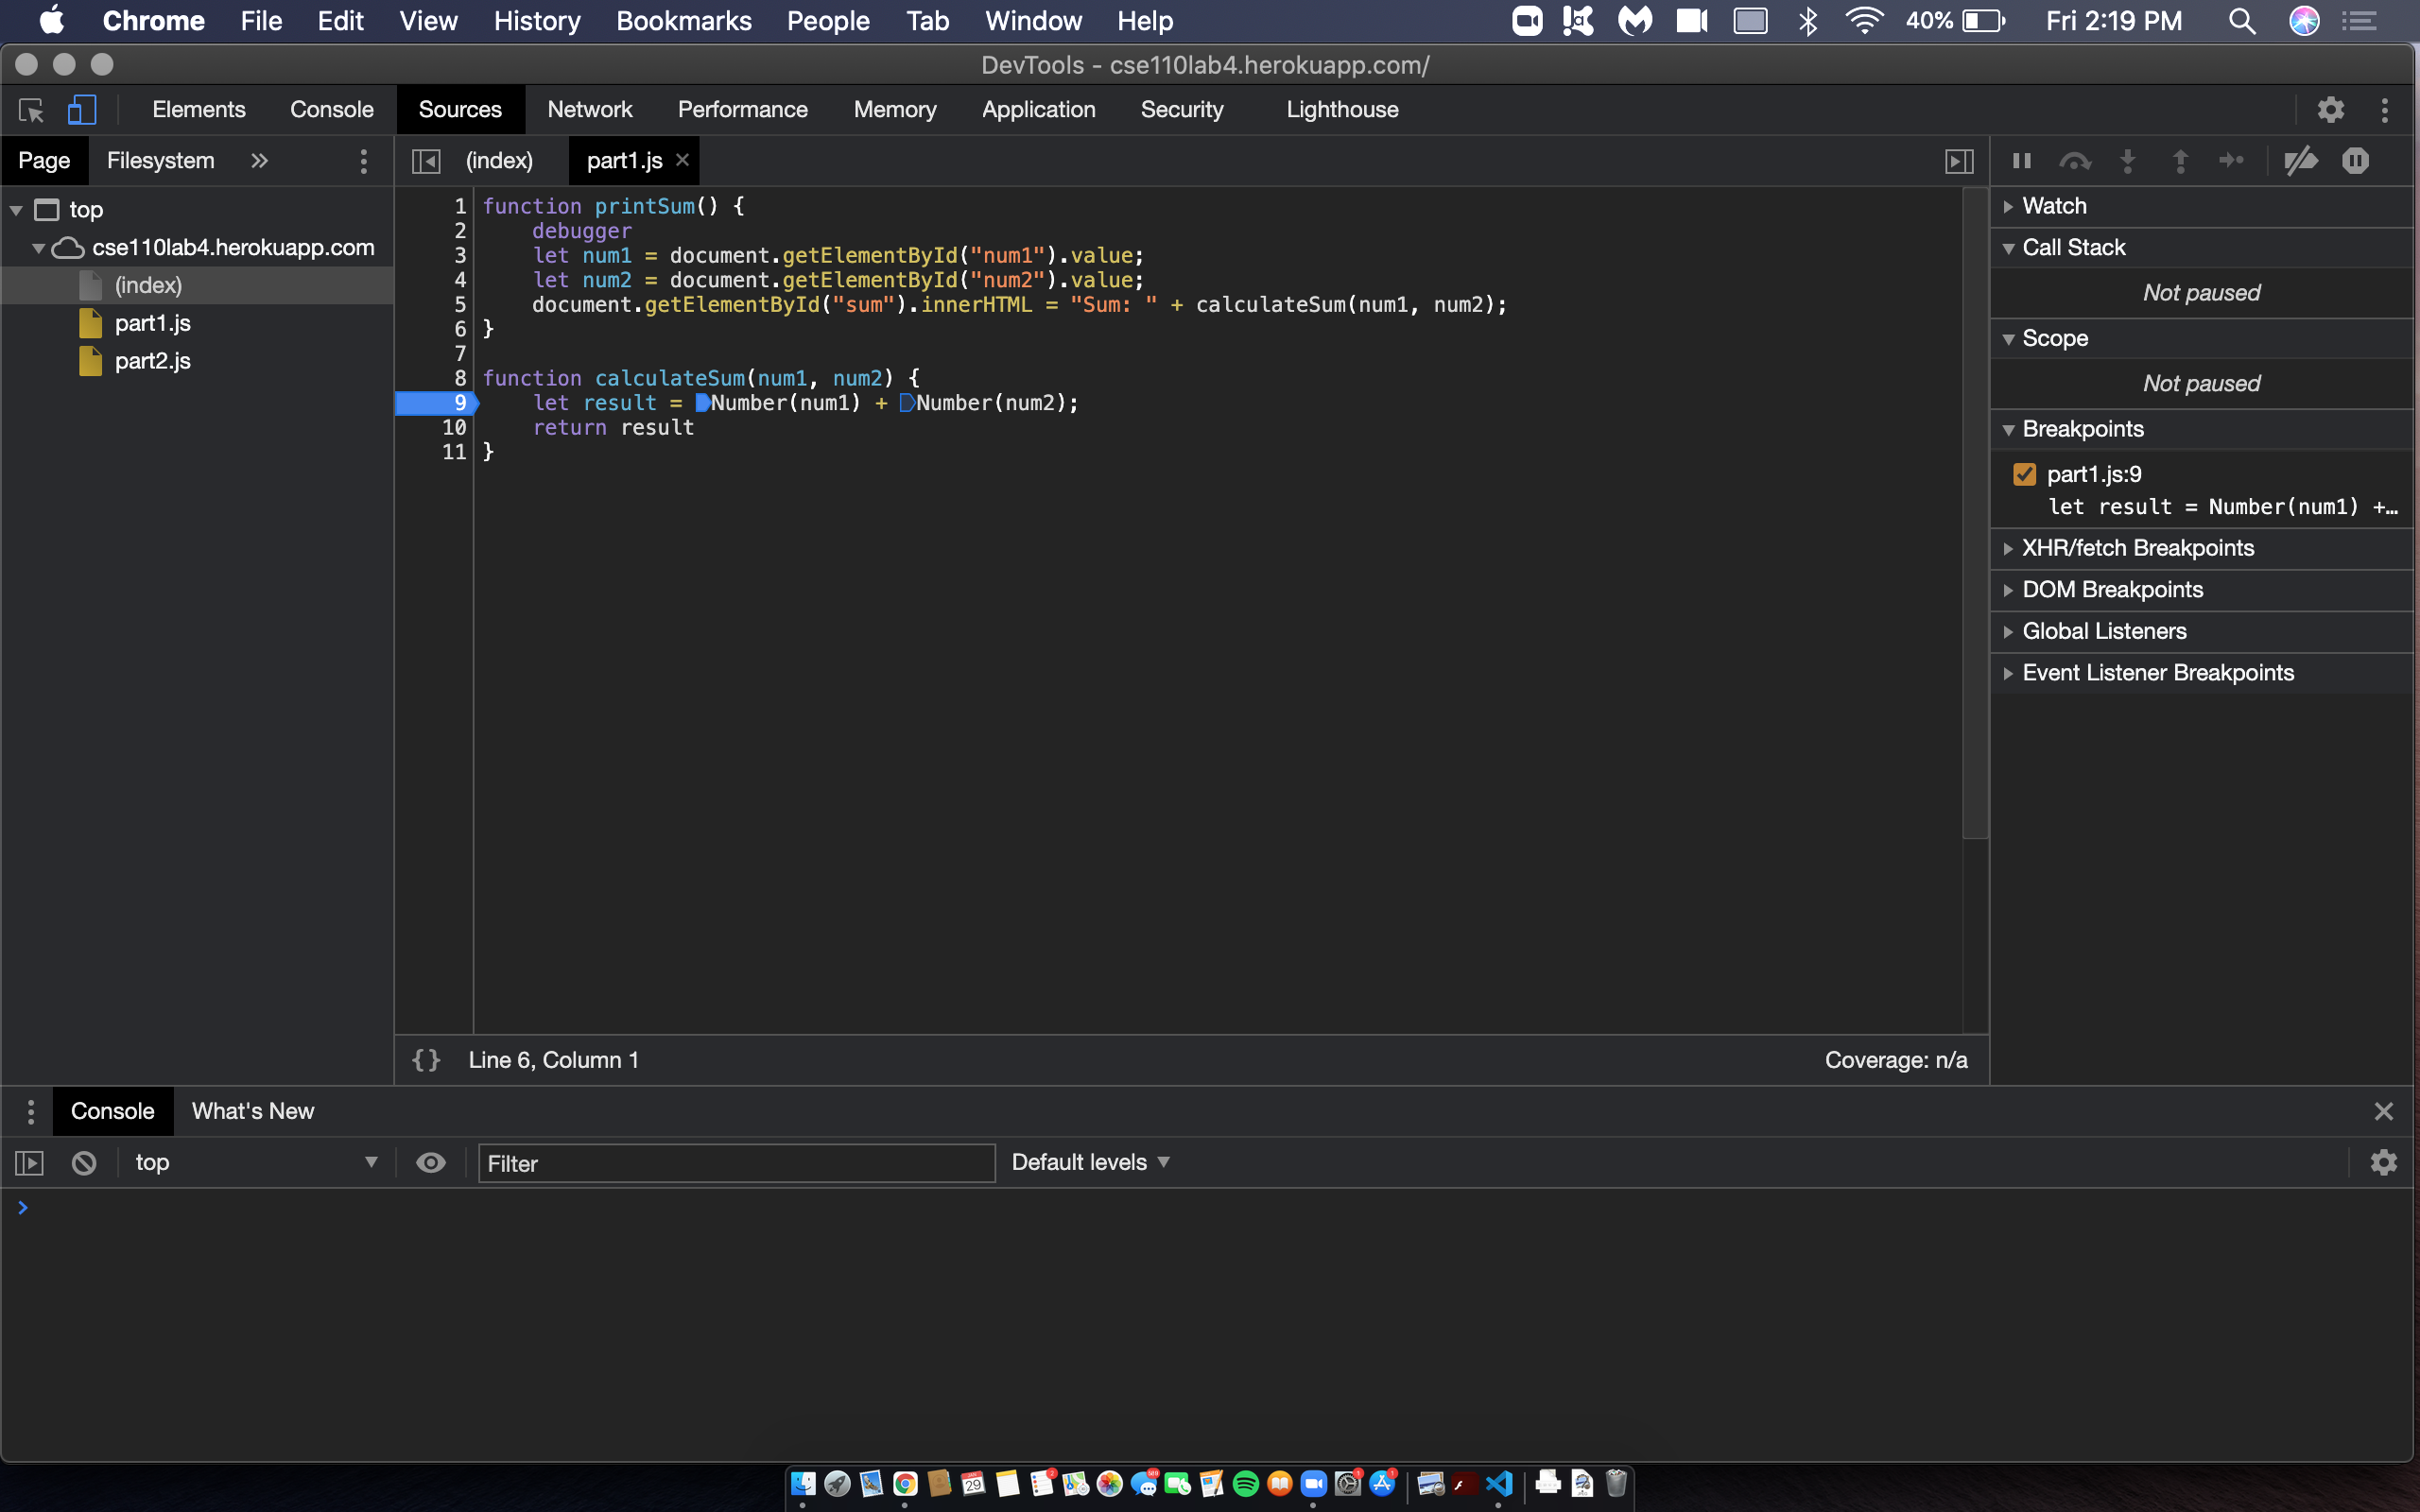 Chrome File Edit View History Bookmarks People Tab Window Help 40% Fri 2:19 PM
DevTools - cse110lab4.herokuapp.com/
Elements Console Sources Network Performance Memory Application Security Lighthouse
Page Filesystem » (index) part1.js ×
top
cse110lab4.herokuapp.com
(index)
part1.js
part2.js
1 function printSum() {
2 debugger
3 let num1 = document.getElementById("num1").value;
4 let num2 = document.getElementById("num2").value;
5 document.getElementById("sum").innerHTML = "Sum: " + calculateSum(num1, num2);
6 }
7
8 function calculateSum(num1, num2) {
9 let result = Number(num1) + Number(num2);
10 return result
11 }
{} Line 6, Column 1 Coverage: n/a
Watch
Call Stack
Not paused
Scope
Not paused
Breakpoints
part1.js:9
let result = Number(num1) +…
XHR/fetch Breakpoints
DOM Breakpoints
Global Listeners
Event Listener Breakpoints
Console What's New
top Filter Default levels
>
29